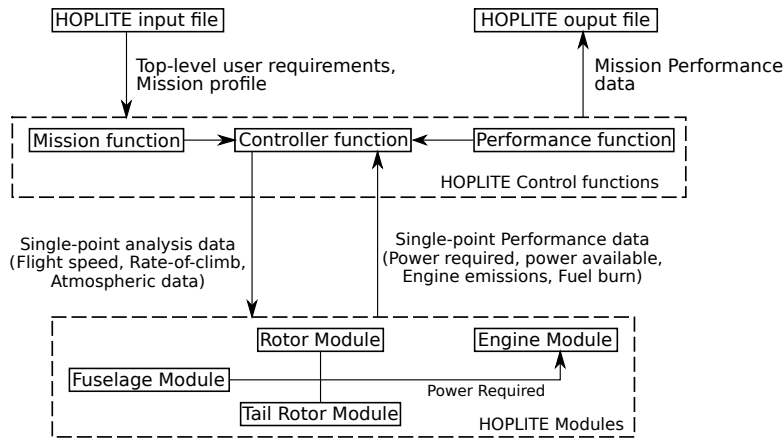 HOPLITE input file
HOPLITE ouput file
Top-level user requirements,
Mission profile
Mission Performance
data
Mission function
Controller function
Performance function
HOPLITE Control functions
Single-point analysis data
(Flight speed, Rate-of-climb,
Atmospheric data)
Single-point Performance data
(Power required, power available,
Engine emissions, Fuel burn)
Rotor Module
Engine Module
Fuselage Module
Power Required
Tail Rotor Module
HOPLITE Modules